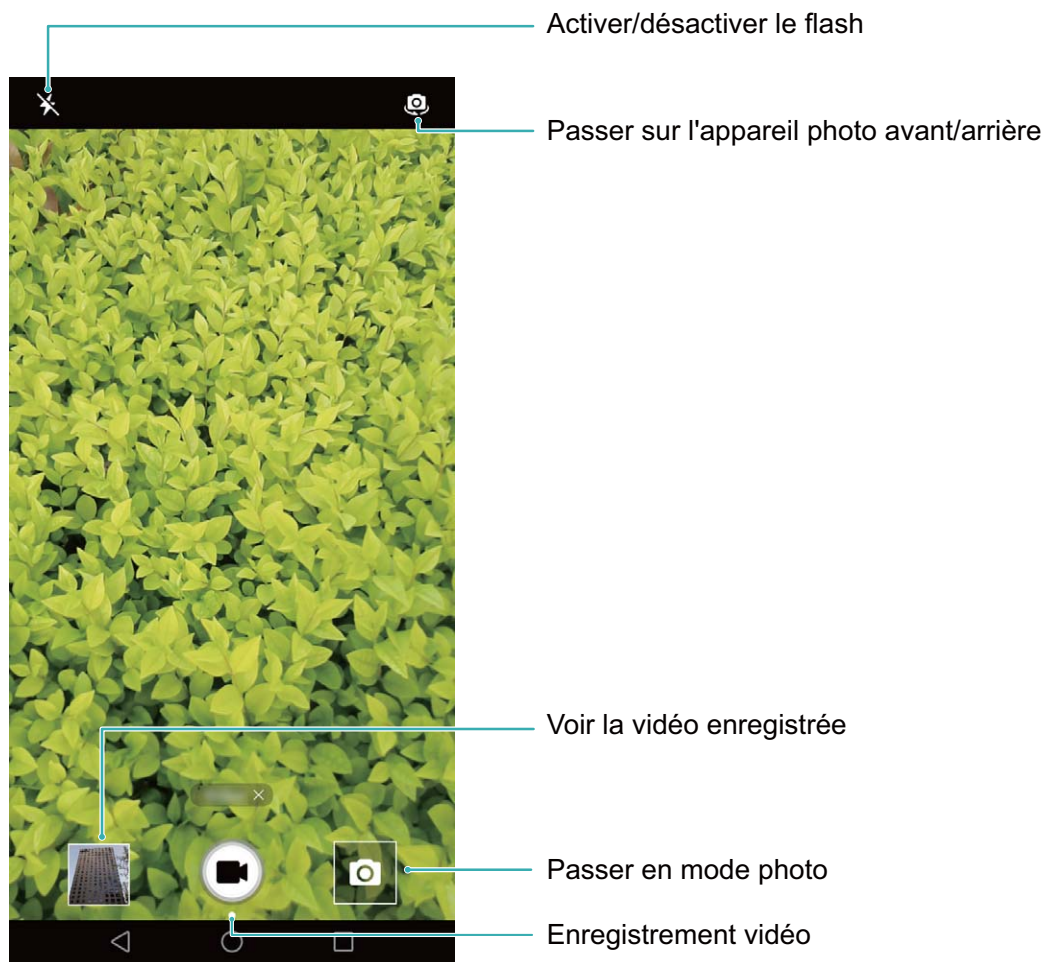 Activer/désactiver le flash
Passer sur l'appareil photo avant/arrière
Voir la vidéo enregistrée
Passer en mode photo
Enregistrement vidéo